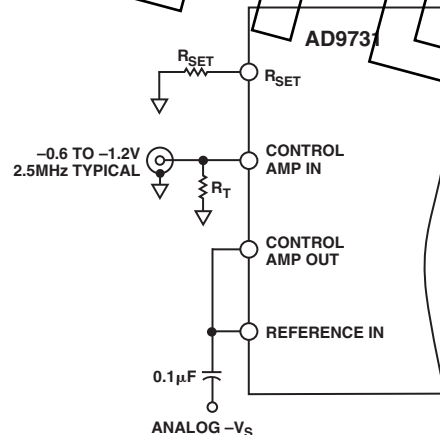 AD9731
RSET
RSET
–0.6 TO –1.2V
2.5MHz TYPICAL
CONTROL
AMP IN
RT
CONTROL
AMP OUT
REFERENCE IN
0.1µF
ANALOG –VS